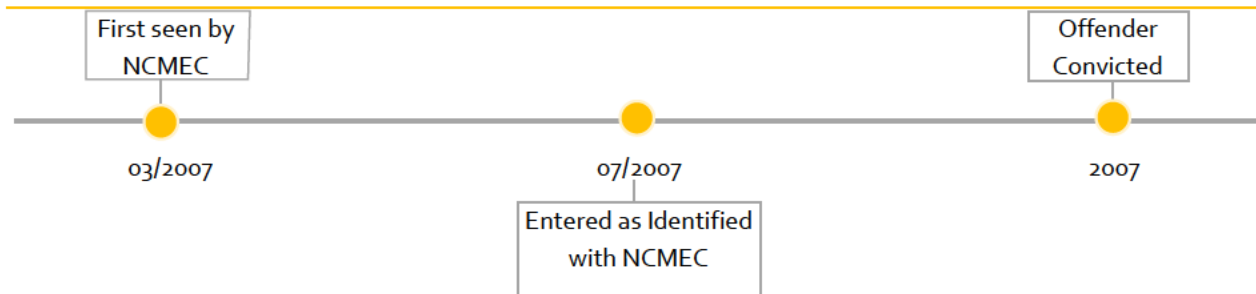 First seen by
NCMEC
Offender
Convicted
03/2007
07/2007
2007
Entered as Identified
with NCMEC